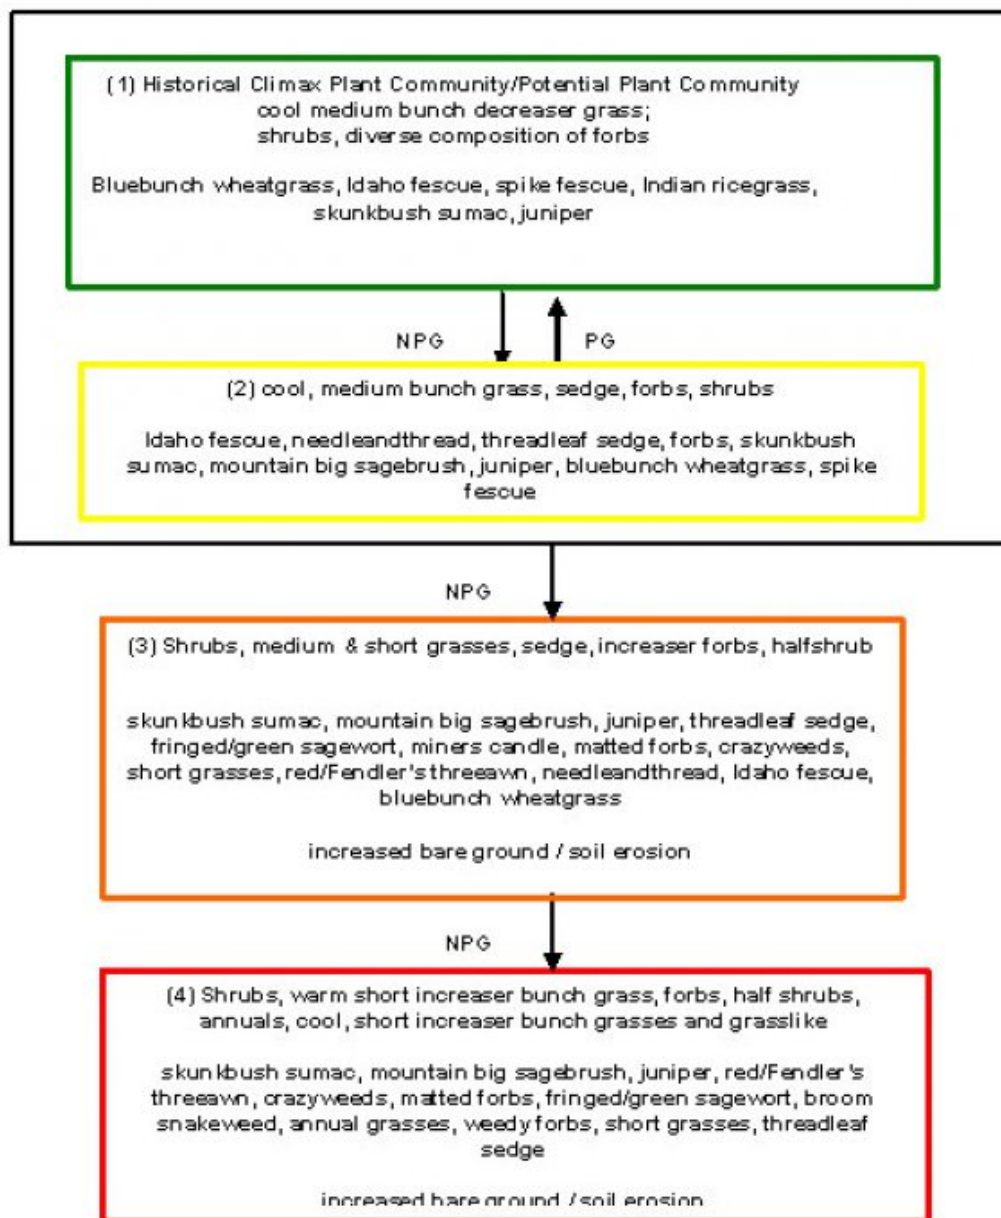 (1) Historical Climax Plant Community/Potential Plant Community
cool medium bunch decreaser grass;
shrubs, diverse composition of forbs
Bluebunch wheatgrass, Idaho fescue, spike fescue, Indian ricegrass,
skunkbush sumac, juniper
NPG
PG
(2) cool, medium bunch grass, sedge, forbs, shrubs
Idaho fescue, needleandthread, threadleaf sedge, forbs, skunkbush
sumac, mountain big sagebrush, juniper, bluebunch wheatgrass, spike
fescue
NPG
(3) Shrubs, medium & short grasses, sedge, increaser forbs, halfshrub
skunkbush sumac, mountain big sagebrush, juniper, threadleaf sedge,
fringed/green sagewort, miners candle, matted forbs, crazyweeds,
short grasses, red/Fendler's threeawn, needleandthread, Idaho fescue,
bluebunch wheatgrass
increased bare ground / soil erosion
NPG
(4) Shrubs, warm short increaser bunch grass, forbs, half shrubs,
annuals, cool, short increaser bunch grasses and grasslike
skunkbush sumac, mountain big sagebrush, juniper, red/Fendler's
threeawn, crazyweeds, matted forbs, fringed/green sagewort, broom
snakeweed, annual grasses, weedy forbs, short grasses, threadleaf
sedge
increased bare ground / soil erosion